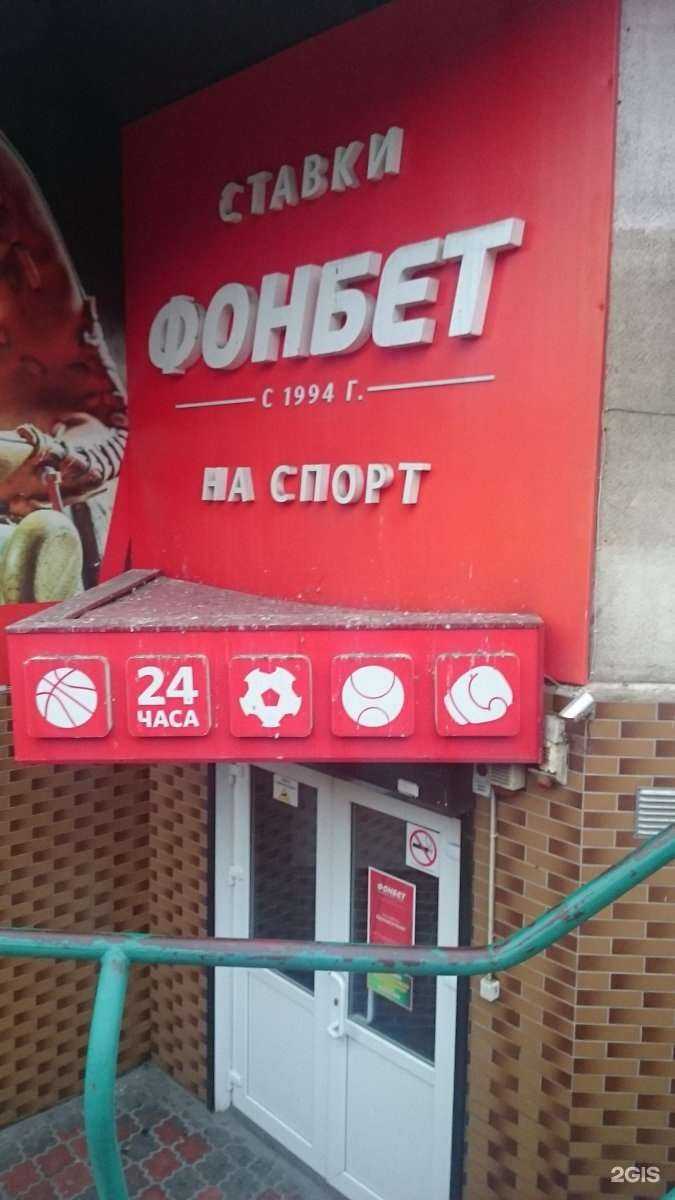 СТАВКИ
ФОНБЕТ
С 1994 Г.
НА СПОРТ
24
ЧАСА
ФОНБЕТ
2GIS